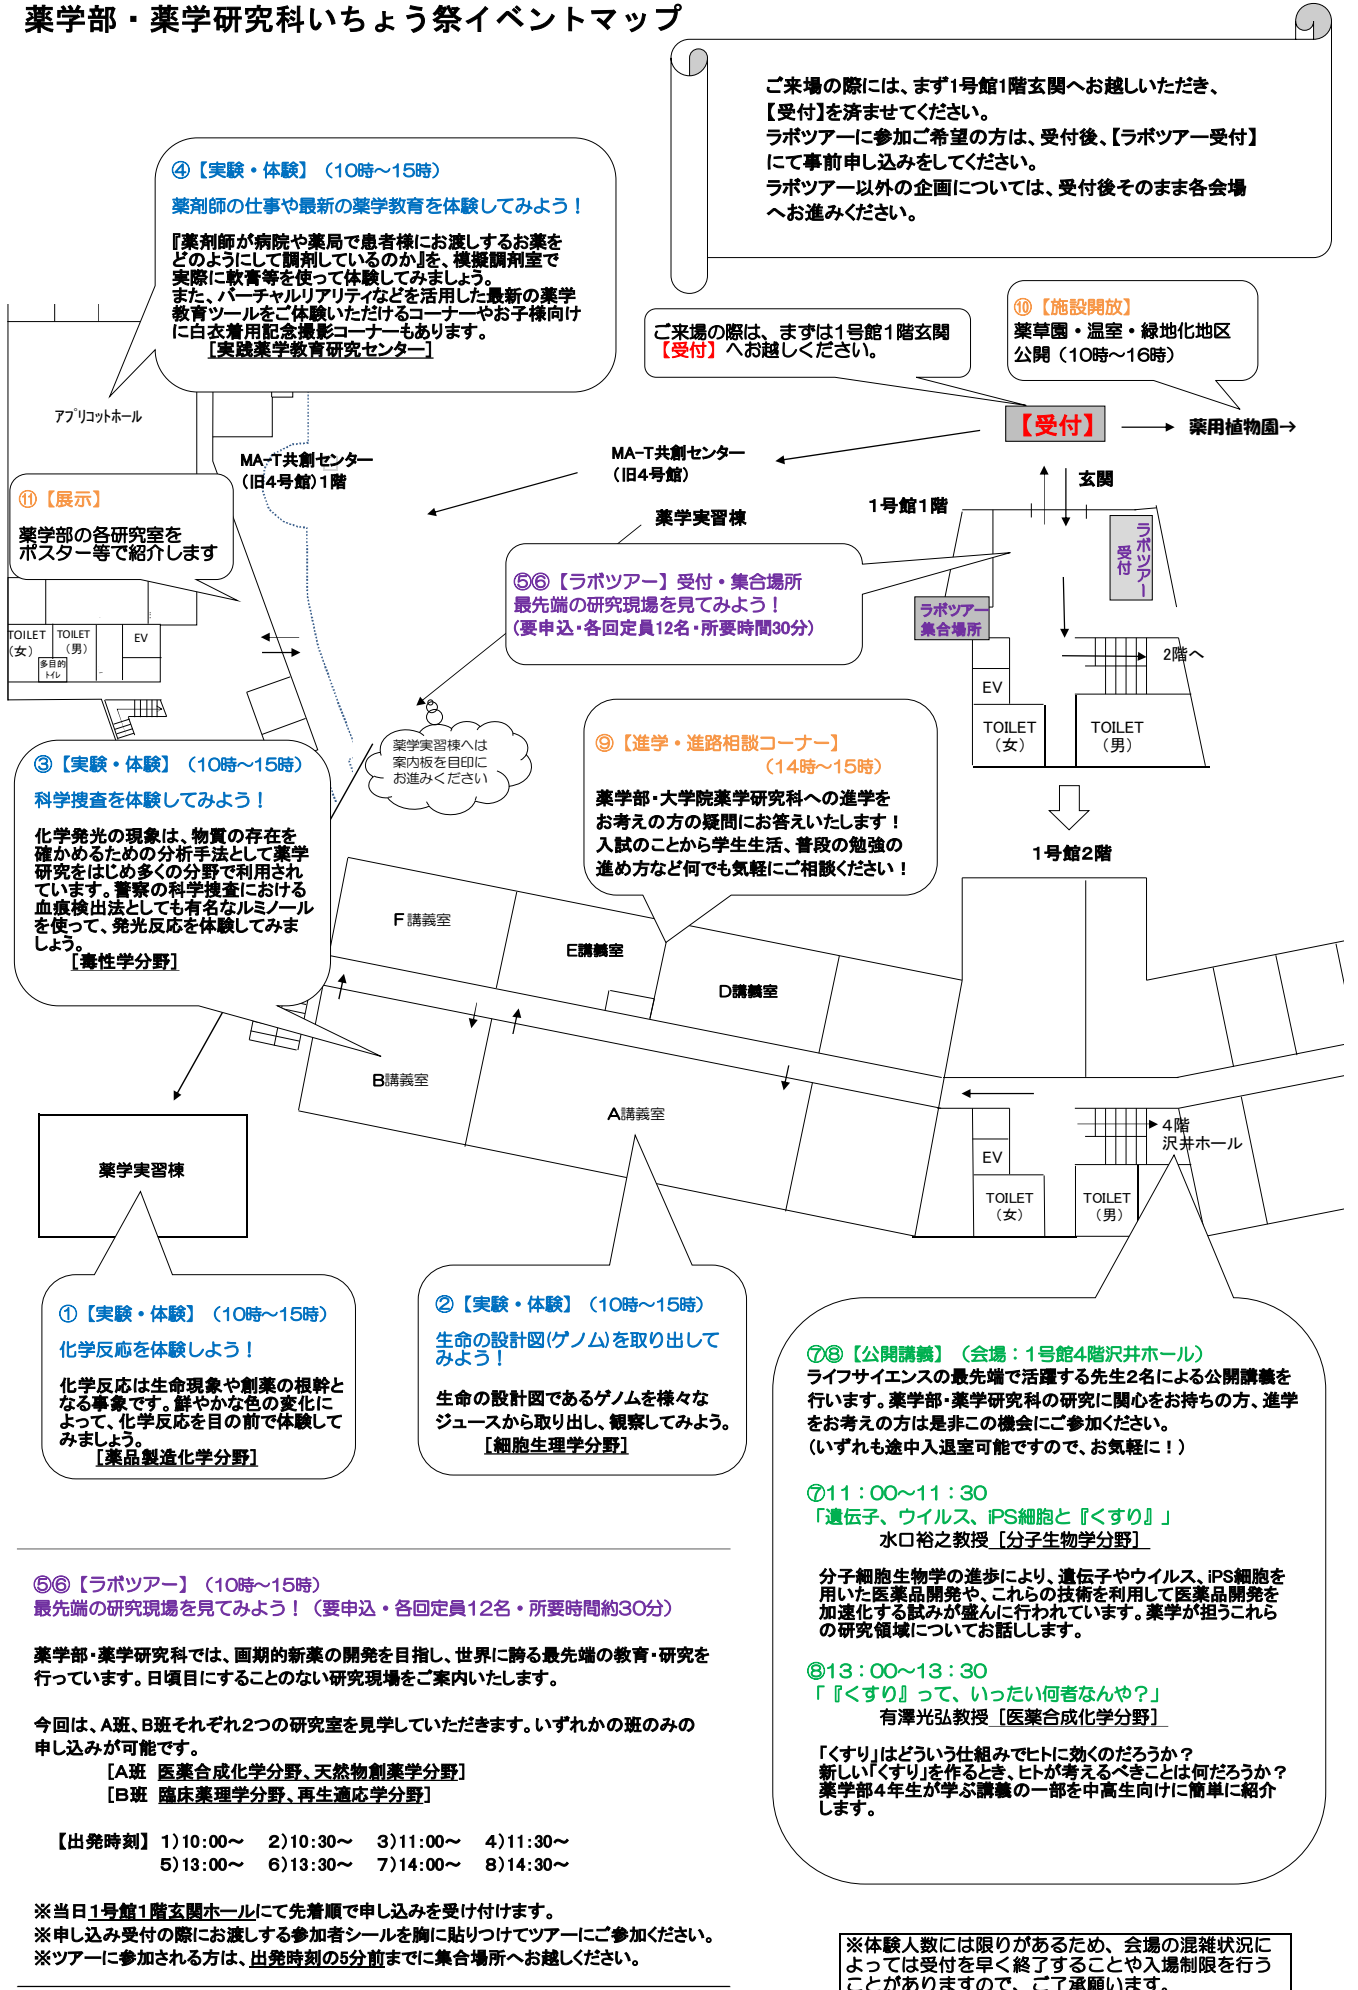 薬学部・薬学研究科いちょう祭イベントマップ
ご来場の際には、まず1号館1階玄関へお越しいただき、
【受付】を済ませてください。
ラボツアーに参加ご希望の方は、受付後、【ラボツアー受付】
にて事前申し込みをしてください。
ラボツアー以外の企画については、受付後そのまま各会場
へお進みください。
④【実験・体験】（10時～15時）
薬剤師の仕事や最新の薬学教育を体験してみよう！
『薬剤師が病院や薬局で患者様にお渡しするお薬を
どのようにして調剤しているのか』を、模擬調剤室で
実際に軟膏等を使って体験してみましょう。
また、バーチャルリアリティなどを活用した最新の薬学
教育ツールをご体験いただけるコーナーやお子様向け
に白衣着用記念撮影コーナーもあります。
［実践薬学教育研究センター］
ご来場の際は、まずは１号館１階玄関
【受付】へお越しください。
⑩【施設開放】
薬草園・温室・緑地化地区
公開（10時～16時）
アプリコットホール
【受付】
薬用植物園→
MA-T共創センター
（旧4号館）1階
MA-T共創センター
（旧4号館）
玄関
1号館1階
薬学実習棟
⑪【展示】
薬学部の各研究室を
ポスター等で紹介します
ラボツアー
受付
⑤⑥【ラボツアー】受付・集合場所
最先端の研究現場を見てみよう！
（要申込・各回定員12名・所要時間30分）
ラボツアー
集合場所
TOILET
（女）
TOILET
（男）
EV
多目的
トイレ
2階へ
EV
TOILET
（女）
TOILET
（男）
薬学実習棟へは
案内板を目印に
お進みください
⑨【進学・進路相談コーナー】
（14時～15時）
薬学部・大学院薬学研究科への進学を
お考えの方の疑問にお答えいたします！
入試のことから学生生活、普段の勉強の
進め方など何でも気軽にご相談ください！
③【実験・体験】（10時～15時）
科学捜査を体験してみよう！
化学発光の現象は、物質の存在を
確かめるための分析手法として薬学
研究をはじめ多くの分野で利用され
ています。警察の科学捜査における
血痕検出法としても有名なルミノール
を使って、発光反応を体験してみま
しょう。
［毒性学分野］
1号館2階
F講義室
E講義室
D講義室
B講義室
A講義室
4階
沢井ホール
EV
TOILET
（女）
TOILET
（男）
薬学実習棟
①【実験・体験】（10時～15時）
化学反応を体験しよう！
化学反応は生命現象や創薬の根幹と
なる事象です。鮮やかな色の変化に
よって、化学反応を目の前で体験して
みましょう。
［薬品製造化学分野］
②【実験・体験】（10時～15時）
生命の設計図(ゲノム)を取り出して
みよう！
生命の設計図であるゲノムを様々な
ジュースから取り出し、観察してみよう。
［細胞生理学分野］
⑦⑧【公開講義】（会場：１号館4階沢井ホール）
ライフサイエンスの最先端で活躍する先生2名による公開講義を
行います。薬学部・薬学研究科の研究に関心をお持ちの方、進学
をお考えの方は是非この機会にご参加ください。
（いずれも途中入退室可能ですので、お気軽に！）
⑦11：00～11：30
「遺伝子、ウイルス、iPS細胞と『くすり』」
水口裕之教授［分子生物学分野］
分子細胞生物学の進歩により、遺伝子やウイルス、iPS細胞を
用いた医薬品開発や、これらの技術を利用して医薬品開発を
加速化する試みが盛んに行われています。薬学が担うこれら
の研究領域についてお話しします。
⑧13：00～13：30
「『くすり』って、いったい何者なんや？」
有澤光弘教授［医薬合成化学分野］
「くすり」はどういう仕組みでヒトに効くのだろうか？
新しい「くすり」を作るとき、ヒトが考えるべきことは何だろうか？
薬学部4年生が学ぶ講義の一部を中高生向けに簡単に紹介
します。
⑤⑥【ラボツアー】（10時～15時）
最先端の研究現場を見てみよう！（要申込・各回定員12名・所要時間約30分）
薬学部・薬学研究科では、画期的新薬の開発を目指し、世界に誇る最先端の教育・研究を
行っています。日頃目にすることのない研究現場をご案内いたします。
今回は、A班、B班それぞれ2つの研究室を見学していただきます。いずれかの班のみの
申し込みが可能です。
［A班　医薬合成化学分野、天然物創薬学分野］
［B班　臨床薬理学分野、再生適応学分野］
【出発時刻】 1）10:00～　2）10:30～　3）11:00～　4）11:30～
5）13:00～　6）13:30～　7）14:00～　8）14:30～
※当日1号館1階玄関ホールにて先着順で申し込みを受け付けます。
※申し込み受付の際にお渡しする参加者シールを胸に貼りつけてツアーにご参加ください。
※ツアーに参加される方は、出発時刻の5分前までに集合場所へお越しください。
※体験人数には限りがあるため、会場の混雑状況に
よっては受付を早く終了することや入場制限を行う
ことがありますので、ご了承願います。